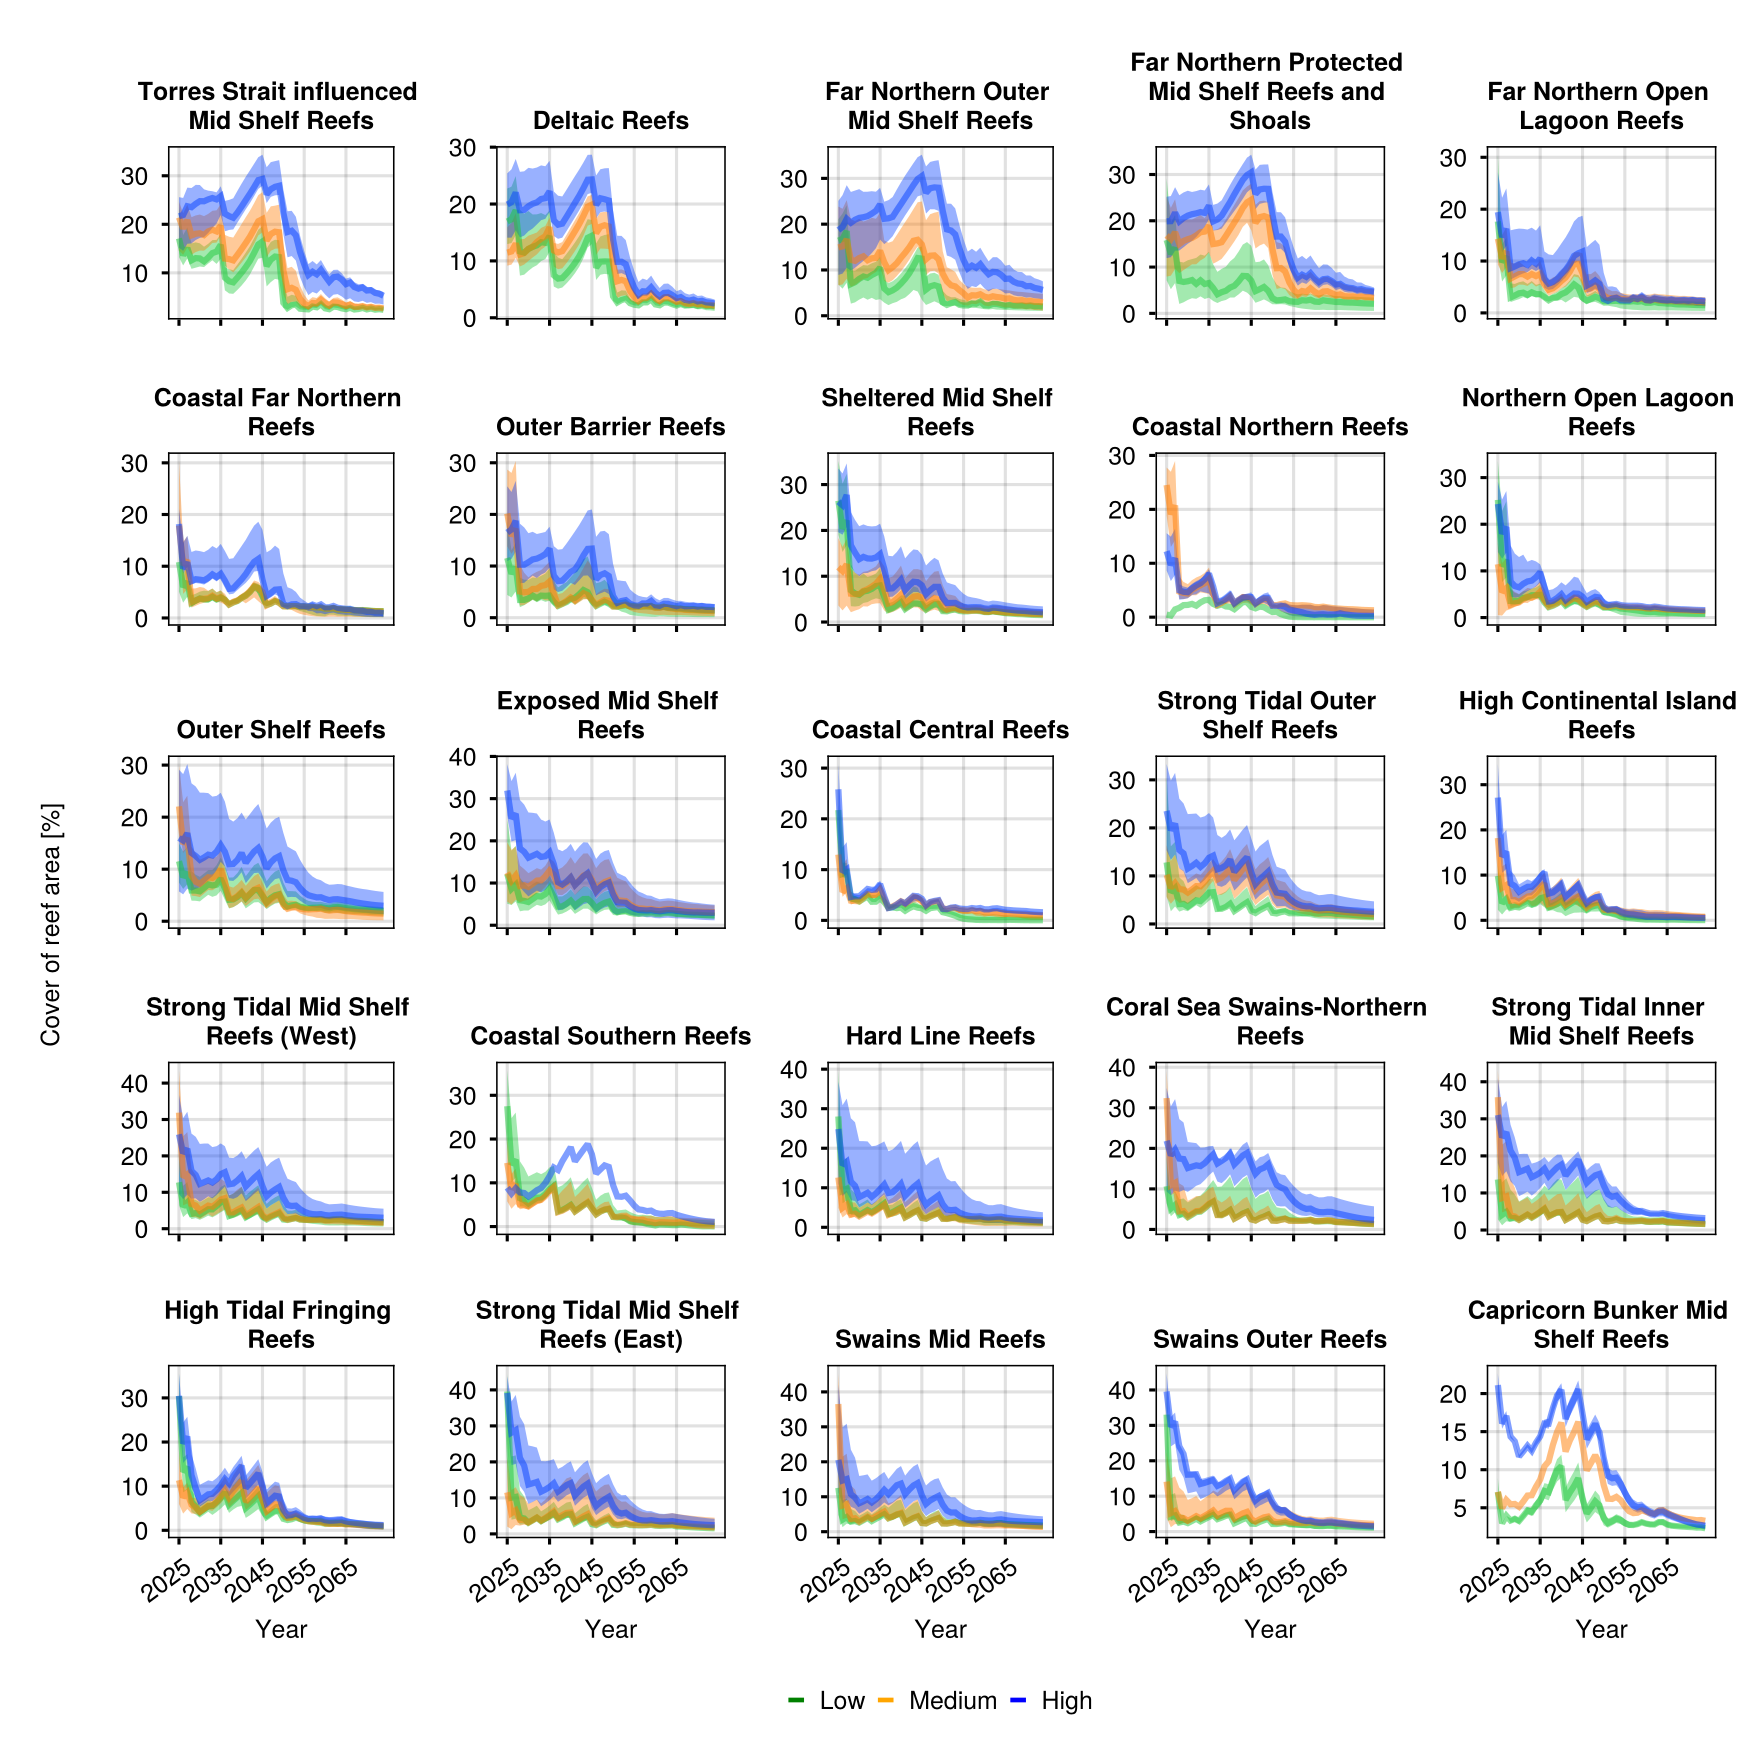 Torres Strait influenced
Mid Shelf Reefs
Deltaic Reefs
Far Northern Outer
Mid Shelf Reefs
Far Northern Protected
Mid Shelf Reefs and
Shoals
Far Northern Open
Lagoon Reefs
30
20
10
30
20
10
0
30
20
10
0
30
20
10
0
30
20
10
0
Coastal Far Northern
Reefs
Outer Barrier Reefs
Sheltered Mid Shelf
Reefs
Coastal Northern Reefs
Northern Open Lagoon
Reefs
30
20
10
0
30
20
10
0
30
20
10
0
30
20
10
0
30
20
10
0
Cover of reef area [%]
Outer Shelf Reefs
Exposed Mid Shelf
Reefs
Coastal Central Reefs
Strong Tidal Outer
Shelf Reefs
High Continental Island
Reefs
30
20
10
0
40
30
20
10
0
30
20
10
0
30
20
10
0
30
20
10
0
Strong Tidal Mid Shelf
Reefs (West)
Coastal Southern Reefs
Hard Line Reefs
Coral Sea Swains-Northern
Reefs
Strong Tidal Inner
Mid Shelf Reefs
40
30
20
10
0
30
20
10
0
40
30
20
10
0
40
30
20
10
0
40
30
20
10
0
High Tidal Fringing
Reefs
Strong Tidal Mid Shelf
Reefs (East)
Swains Mid Reefs
Swains Outer Reefs
Capricorn Bunker Mid
Shelf Reefs
30
20
10
0
40
30
20
10
0
40
30
20
10
0
40
30
20
10
0
20
15
10
5
2025 2035 2045 2055 2065
2025 2035 2045 2055 2065
2025 2035 2045 2055 2065
2025 2035 2045 2055 2065
2025 2035 2045 2055 2065
Year
Year
Year
Year
Year
Low Medium High